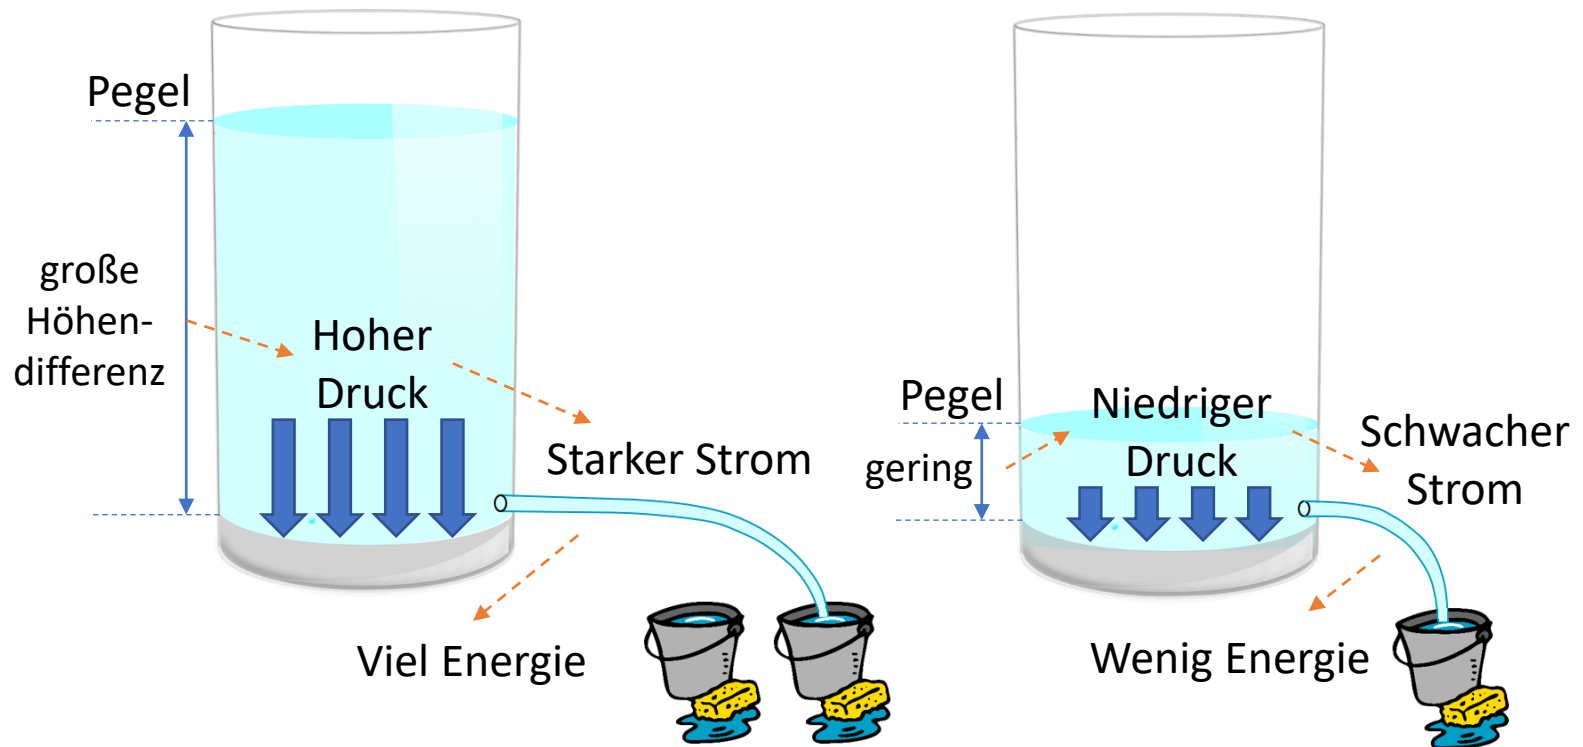 Pegel
große
Höhen-
differenz
Hoher
Druck
Starker Strom
Viel Energie
Pegel
gering
Niedriger
Druck
Schwacher
Strom
Wenig Energie